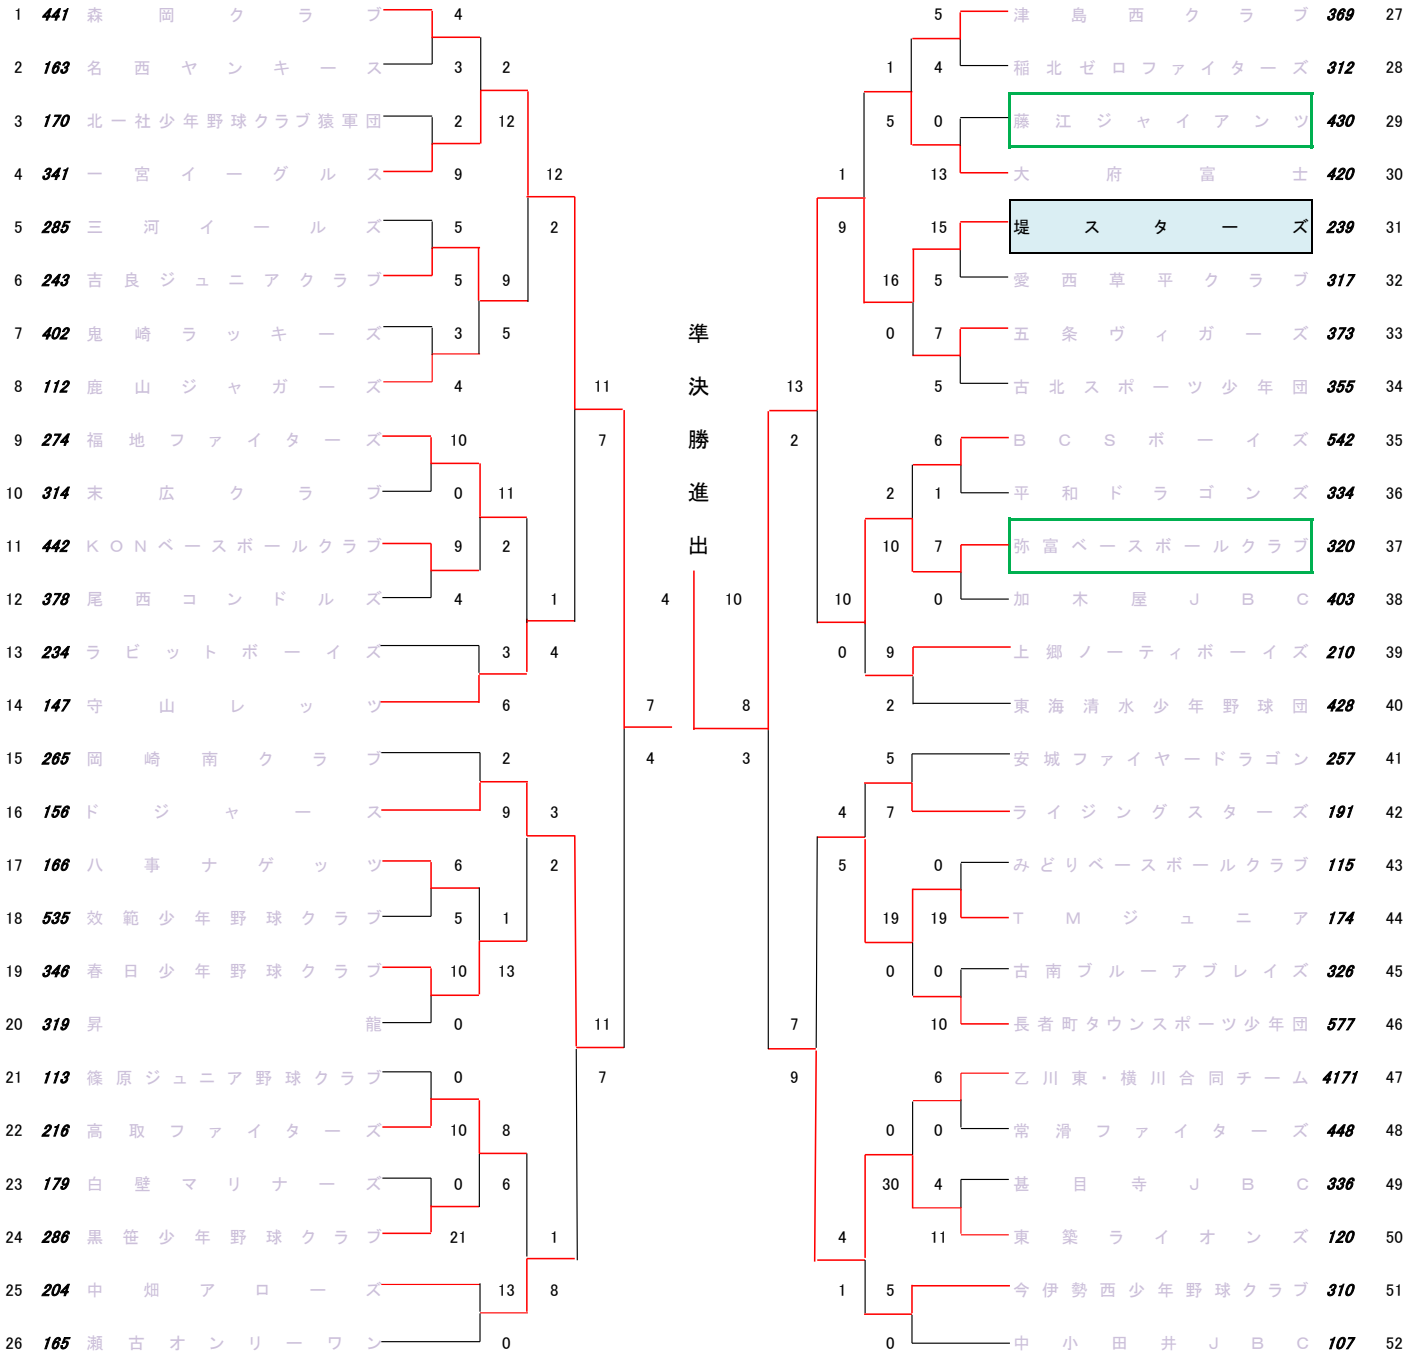 1 441 森岡クラブ 4
2 163 名西ヤンキース 3 2
3 170 北一社少年野球クラブ猿軍団 2 12
4 341 一宮イーグルス 9 12
5 285 三河イールズ 5 2
6 243 吉良ジュニアクラブ 5 9
7 402 鬼崎ラッキーズ 3 5
8 112 鹿山ジャガーズ 4 11
9 274 福地ファイターズ 10 7
10 314 末広クラブ 0 11
11 442 KONベースボールクラブ 9 2
12 378 尾西コンドルズ 4 1 4
13 234 ラビットボーイズ 3 4
14 147 守山レッツ 6 7
15 265 岡崎南クラブ 2 4
16 156 ドジャース 9 3
17 166 八事ナゲッツ 6 2
18 535 効範少年野球クラブ 5 1
19 346 春日少年野球クラブ 10 13
20 319 昇龍 0 11
21 113 篠原ジュニア野球クラブ 0 7
22 216 高取ファイターズ 10 8
23 179 白壁マリナーズ 0 6
24 286 黒笹少年野球クラブ 21 1
25 204 中畑アローズ 13 8
26 165 瀬古オンリーワン 0
準
決
勝
進
出
5 津島西クラブ 369 27
1 4 稲北ゼロファイターズ 312 28
5 0 藤江ジャイアンツ 430 29
1 13 大府富士 420 30
9 15 堤スターズ 239 31
16 5 愛西草平クラブ 317 32
0 7 五条ヴィガーズ 373 33
13 5 古北スポーツ少年団 355 34
2 6 BCSボーイズ 542 35
2 1 平和ドラゴンズ 334 36
10 7 弥富ベースボールクラブ 320 37
10 10 0 加木屋JBC 403 38
0 9 上郷ノーティボーイズ 210 39
8 2 東海清水少年野球団 428 40
3 5 安城ファイヤードラゴン 257 41
4 7 ライジングスターズ 191 42
5 0 みどりベースボールクラブ 115 43
19 19 TMジュニア 174 44
0 0 古南ブルーアブレイズ 326 45
7 10 長者町タウンスポーツ少年団 577 46
9 6 乙川東・横川合同チーム 4171 47
0 0 常滑ファイターズ 448 48
30 4 甚目寺JBC 336 49
4 11 東築ライオンズ 120 50
1 5 今伊勢西少年野球クラブ 310 51
0 中小田井JBC 107 52